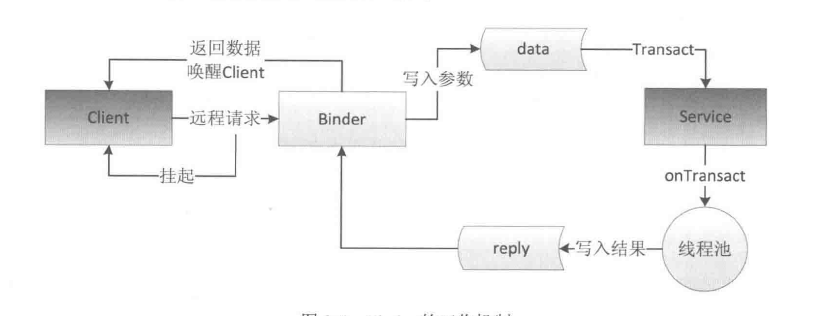 返回数据
唤醒Client
data
Transact
写入参数
Client
远程请求
Binder
Service
挂起
onTransact
reply
写入结果
线程池